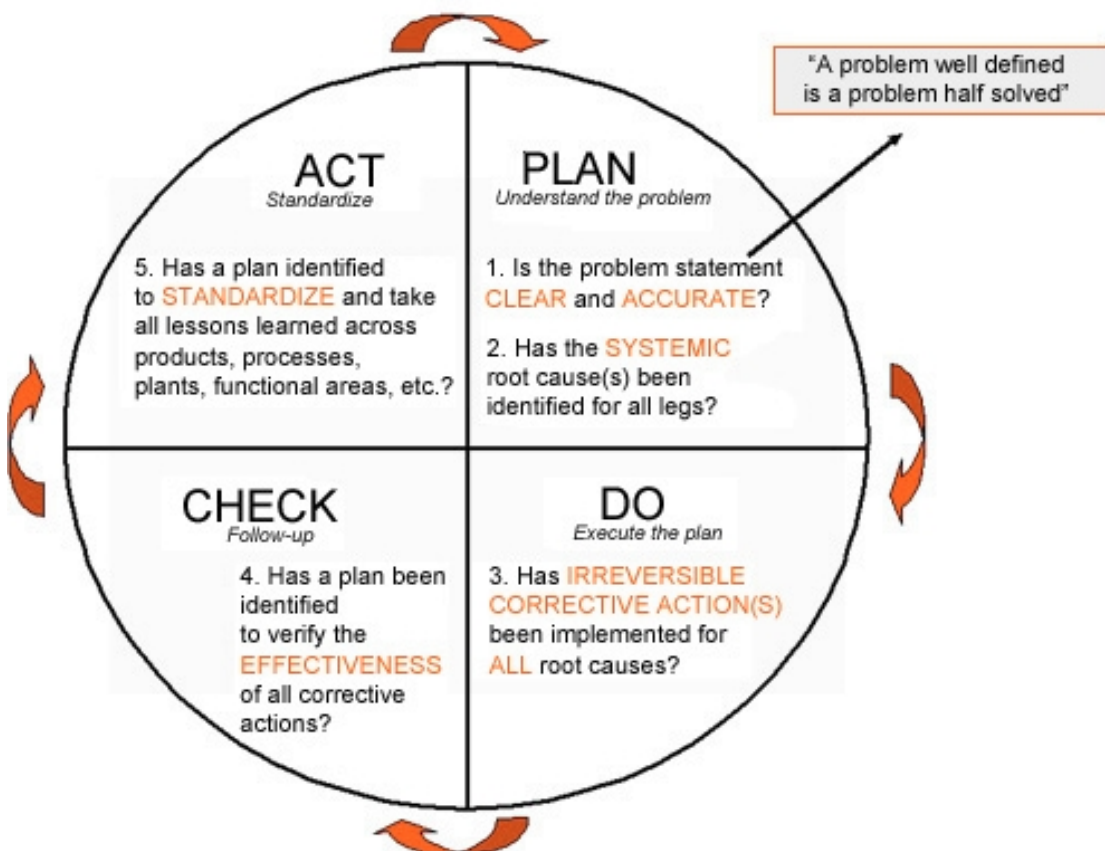 "A problem well defined
is a problem half solved"
ACT
Standardize
5. Has a plan identified
to STANDARDIZE and take
all lessons learned across
products, processes,
plants, functional areas, etc.?
PLAN
Understand the problem
1. Is the problem statement
CLEAR and ACCURATE?
2. Has the SYSTEMIC
root cause(s) been
identified for all legs?
CHECK
Follow-up
4. Has a plan been
identified
to verify the
EFFECTIVENESS
of all corrective
actions?
DO
Execute the plan
3. Has IRREVERSIBLE
CORRECTIVE ACTION(S)
been implemented for
ALL root causes?